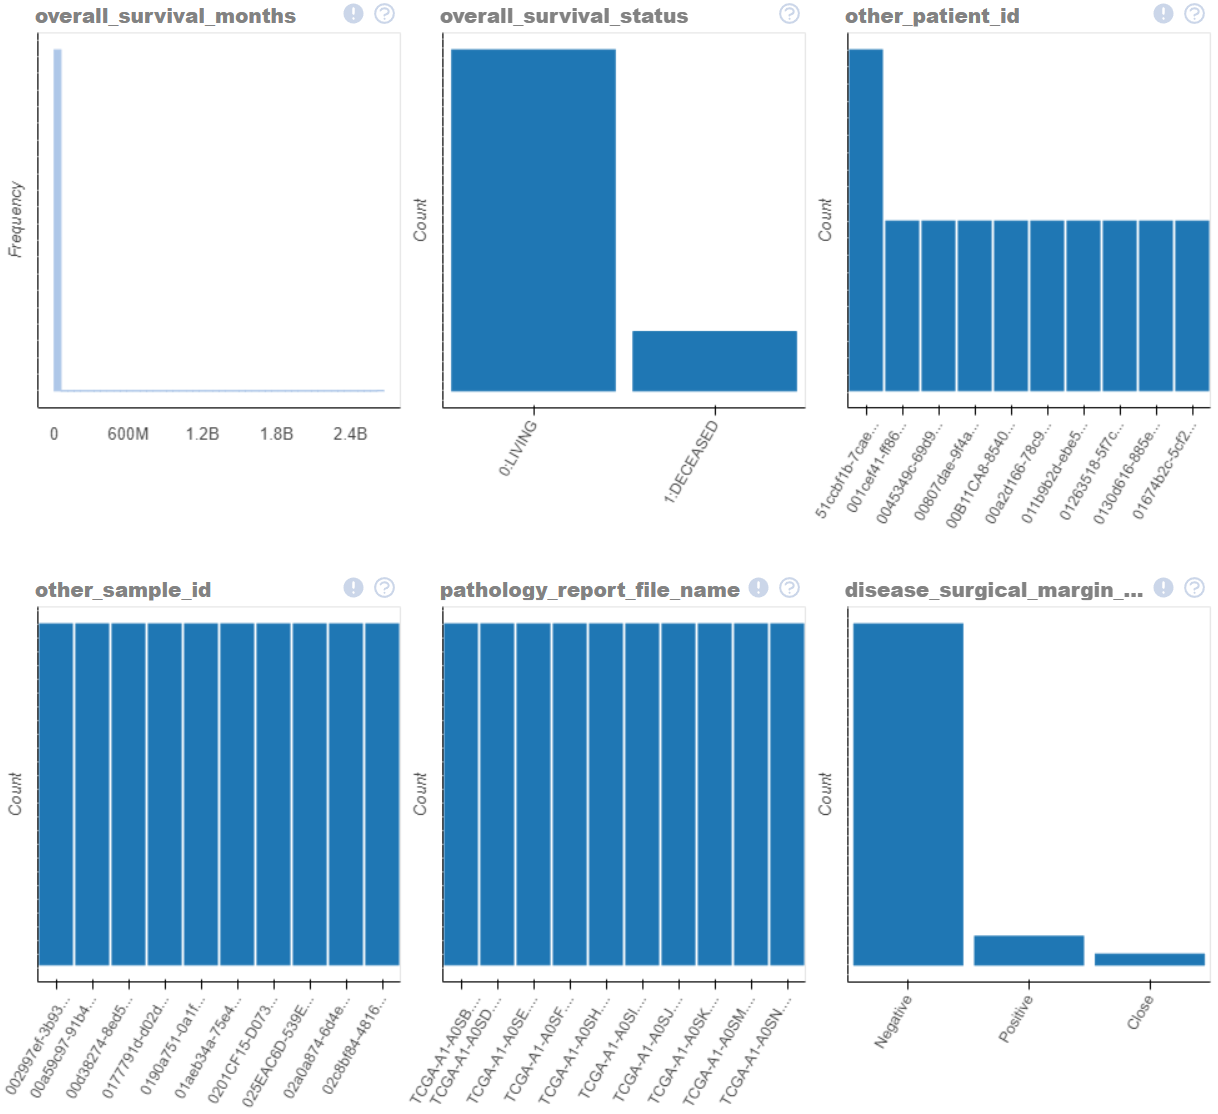 overall_survival_months
overall_survival_status
other_patient_id
Frequency
Count
Count
0 600M 1.2B 1.8B 2.4B
0:LIVING
1:DECEASED
51ccbf1b-7cae...
001cef41-ff86...
0045349c-69d9...
00807dae-9f4a...
00B11CA8-8540...
00a2d166-78c9...
011b9b2d-ebe5...
01263518-5f7c...
0130d616-885e...
01674b2c-5cf2...
other_sample_id
pathology_report_file_name
disease_surgical_margin_...
Count
Count
Count
002997ef-3b93...
00a59c97-91b4...
00d38274-8ed5...
0177791d-d02d...
0190a751-0a1f...
01aeb34a-75e4...
0201CF15-D073...
025EAC6D-539E...
02a0a874-6d4e...
02c8bf84-4816...
TCGA-A1-A0SB....
TCGA-A1-A0SD....
TCGA-A1-A0SE....
TCGA-A1-A0SF....
TCGA-A1-A0SH....
TCGA-A1-A0SI....
TCGA-A1-A0SJ....
TCGA-A1-A0SK....
TCGA-A1-A0SM....
TCGA-A1-A0SN....
Negative
Positive
Close